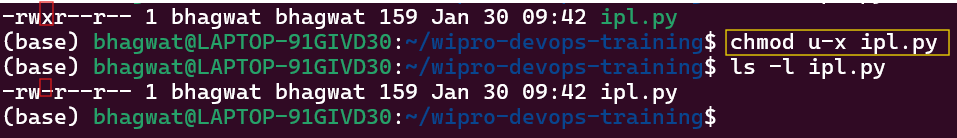 -rwxr--r-- 1 bhagwat bhagwat 159 Jan 30 09:42 ipl.py
(base) bhagwat@LAPTOP-91GIVD30:~/wipro-devops-training$ chmod u-x ipl.py
(base) bhagwat@LAPTOP-91GIVD30:~/wipro-devops-training$ ls -l ipl.py
-rw-r--r-- 1 bhagwat bhagwat 159 Jan 30 09:42 ipl.py
(base) bhagwat@LAPTOP-91GIVD30:~/wipro-devops-training$